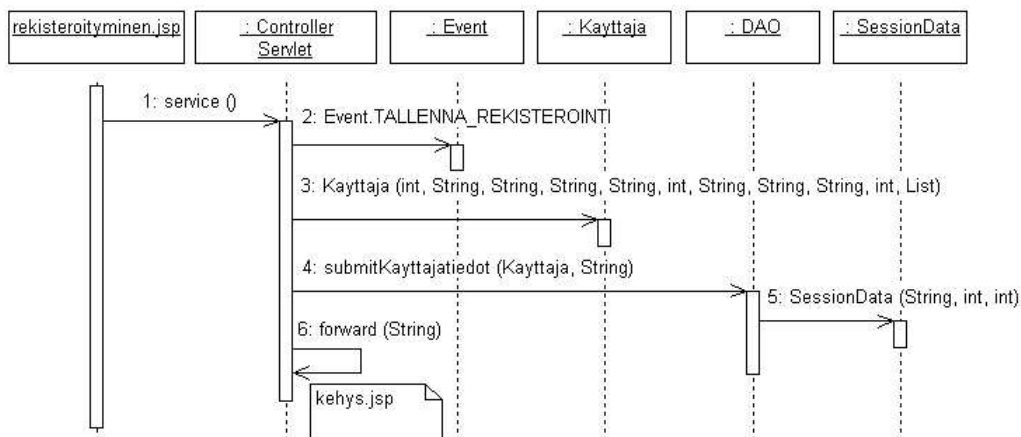 rekisteroityminen.jsp
: Controller
Servlet
: Event
: Kayttaja
: DAO
: SessionData
1: service ()
2: Event.TALLENNA_REKISTEROINTI
3: Kayttaja (int, String, String, String, String, int, String, String, String, int, List)
4: submitKayttajatiedot (Kayttaja, String)
5: SessionData (String, int, int)
6: forward (String)
kehys.jsp